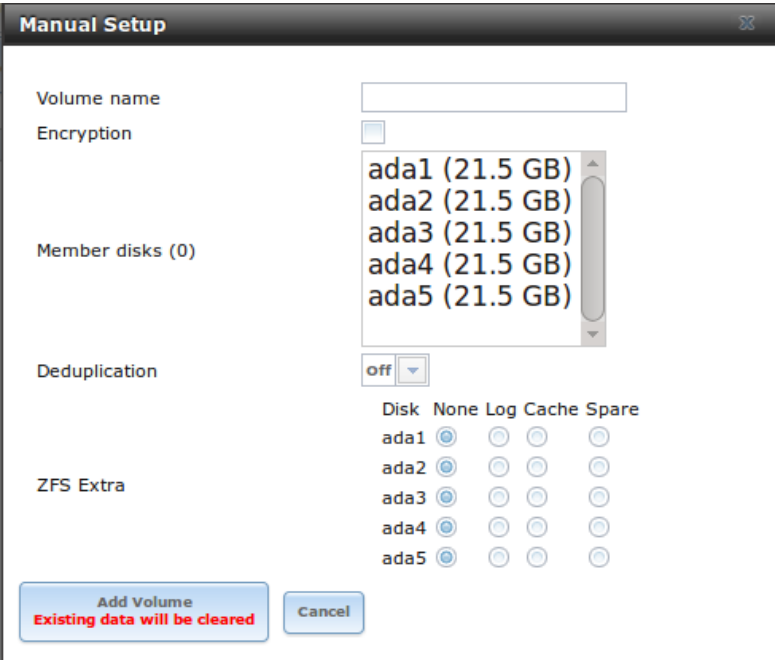 Manual Setup
Volume name
Encryption
ada1 (21.5 GB)
ada2 (21.5 GB)
ada3 (21.5 GB)
ada4 (21.5 GB)
ada5 (21.5 GB)
Member disks (0)
Deduplication
Off
Disk None Log Cache Spare
ada1
ada2
ada3
ada4
ada5
ZFS Extra
Add Volume
Existing data will be cleared
Cancel